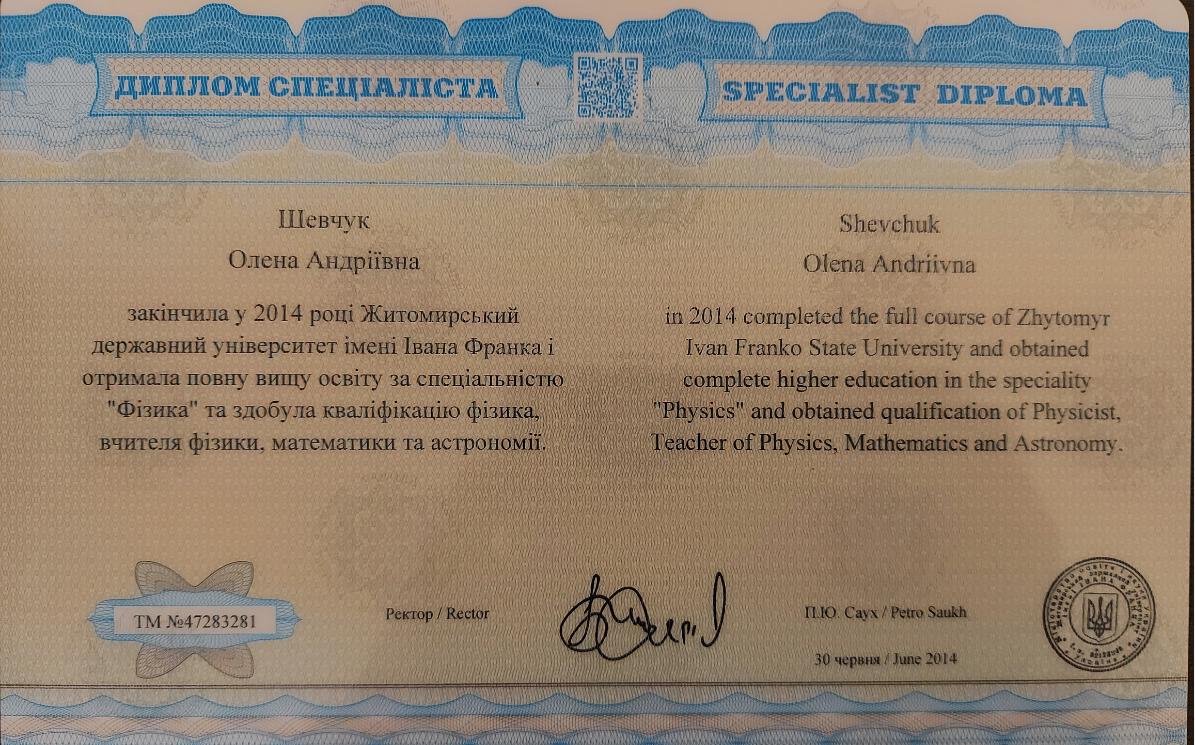 ДИПЛОМ СПЕЦІАЛІСТА
SPECIALIST DIPLOMA
Шевчук
Олена Андріївна
закінчила у 2014 році Житомирський
державний університет імені Івана Франка і
отримала повну вищу освіту за спеціальністю
"Фізика" та здобула кваліфікацію фізика,
вчителя фізики, математики та астрономії.
Shevchuk
Olena Andriivna
in 2014 completed the full course of Zhytomyr
Ivan Franko State University and obtained
complete higher education in the speciality
"Physics" and obtained qualification of Physicist,
Teacher of Physics, Mathematics and Astronomy.
ТМ №47283281
Ректор / Rector
П.Ю. Саух / Petro Saukh
30 червня / June 2014